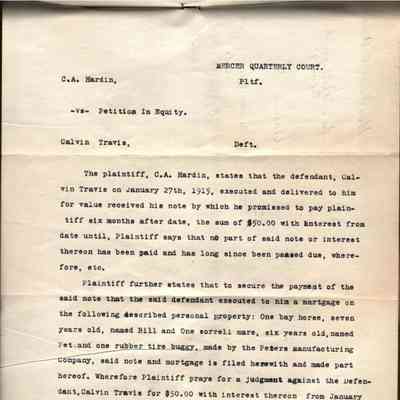 MERCER QUARTERLY COURT.
C.A. Hardin,
Pltf.
-vs- Petition In Equity.
Calvin Travis,
Deft.
The plaintiff, C.A. Hardin, states that the defendant, Cal-
vin Travis on January 27th, 1915, executed and delivered to him
for value received his note by which he promissed to pay plain-
tiff six months after date, the sum of $50.00 with interest from
date until, Plaintiff says that no part of said note or interest
thereon has been paid and has long since been passed due, where-
fore, etc.
Plaintiff further states that to secure the payment of the
said note that the said defendant executed to him a martgage on
the following described personal property: One bay horse, seven
years old, named Bill and One sorrell mare, six years old,named
Pet.and one rubber tire buggy, made by the Peters manufacturing
Company, said note and mortgage is filed herewith and made part
hereof. Wherefore Plaintiff prays for a judgment against the Defen-
dant,Calvin Travis for $50.00 with interest thereon from January